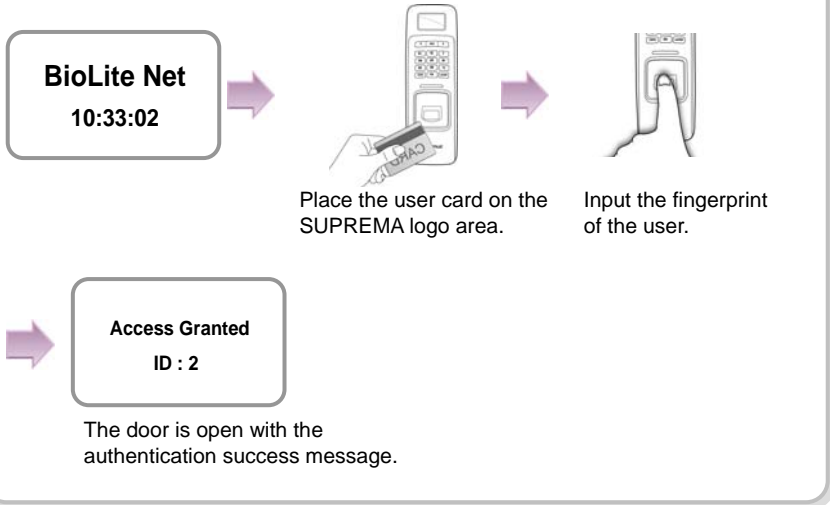 BioLite Net
10:33:02
CARD
Place the user card on the
SUPREMA logo area.
Input the fingerprint
of the user.
Access Granted
ID : 2
The door is open with the
authentication success message.